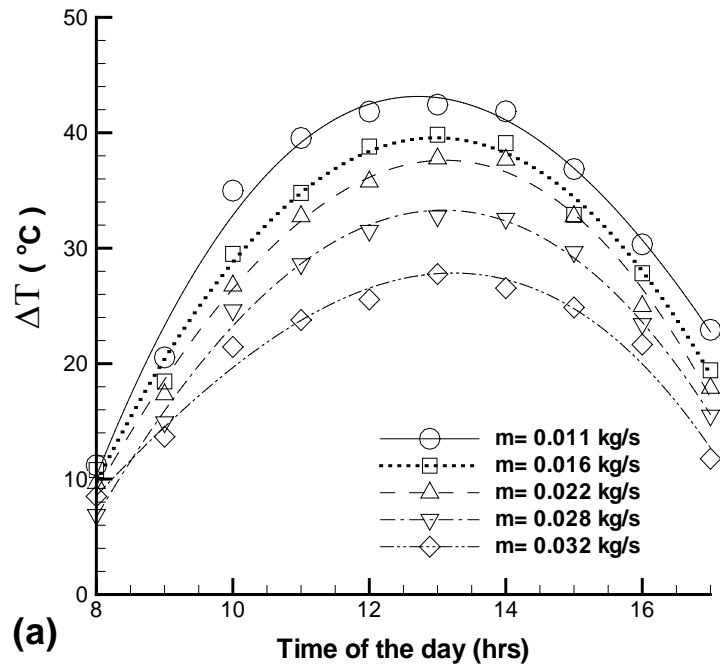 50
40
30
20
10
0
ΔT ( °C )
8
10
12
14
16
Time of the day (hrs)
(a)
m= 0.011 kg/s
m= 0.016 kg/s
m= 0.022 kg/s
m= 0.028 kg/s
m= 0.032 kg/s